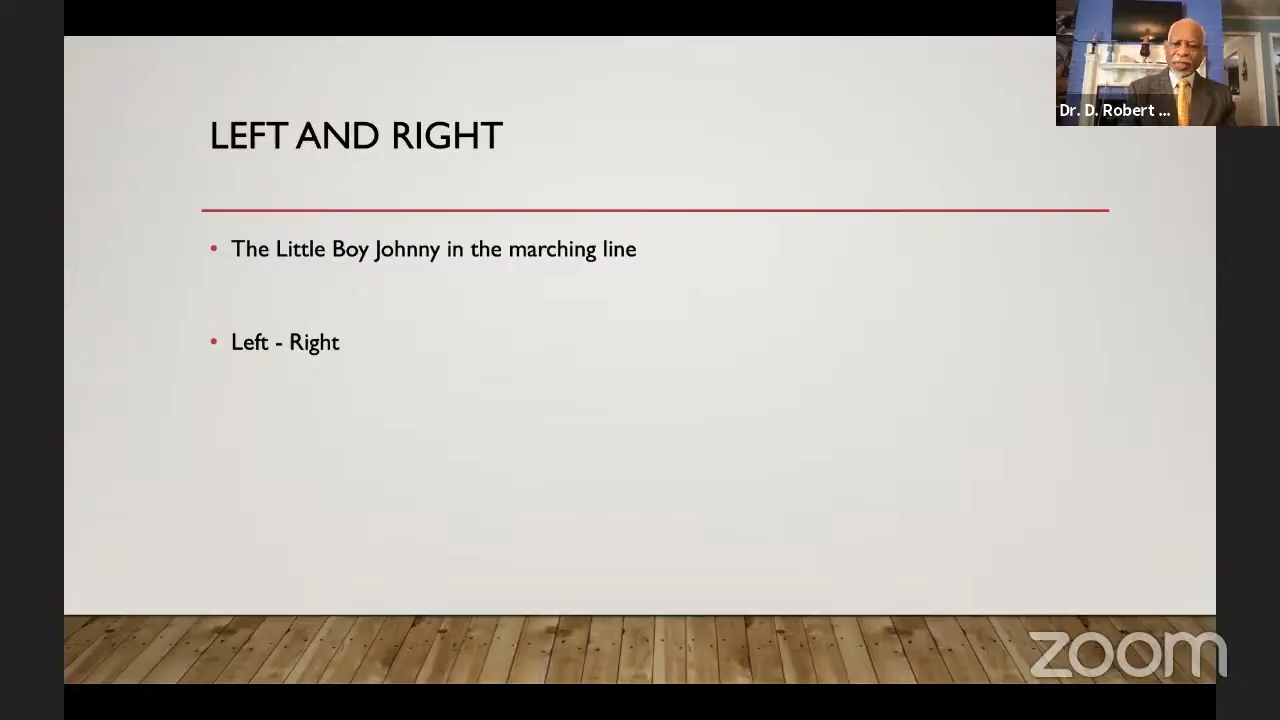 LEFT AND RIGHT
Dr. D. Robert ...
• The Little Boy Johnny in the marching line
• Left - Right
zoom